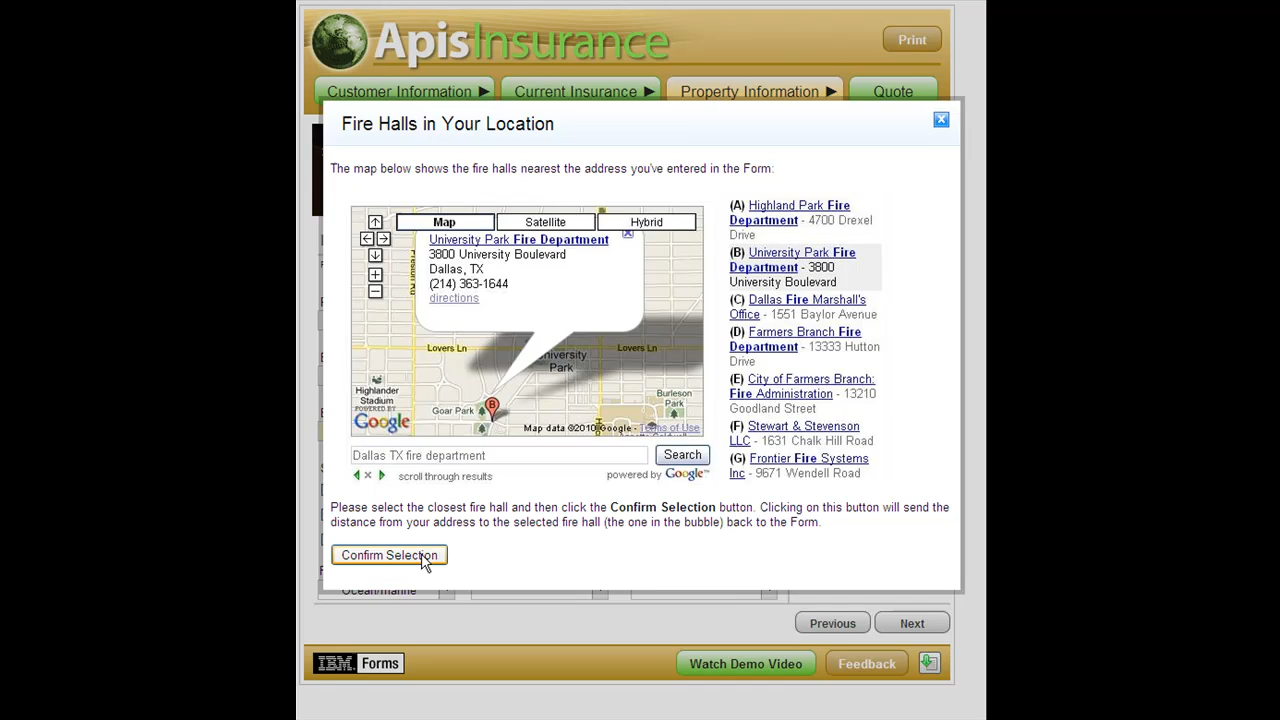 ApisInsurance
Print
Customer Information ▶
Current Insurance ▶
Property Information ▶
Quote
Fire Halls in Your Location
The map below shows the fire halls nearest the address you've entered in the Form:
Map
Satellite
Hybrid
University Park Fire Department
3800 University Boulevard
Dallas, TX
(214) 363-1644
directions
Lovers Ln
Lovers Ln
University
Park
Highlander
Stadium
Goar Park
B
Burleson
Park
POWERED BY
Google
Map data ©2010 Google - Terms of Use
Dallas TX fire department
Search
scroll through results
powered by Google™
(A) Highland Park Fire
Department - 4700 Drexel
Drive
(B) University Park Fire
Department - 3800
University Boulevard
(C) Dallas Fire Marshall's
Office - 1551 Baylor Avenue
(D) Farmers Branch Fire
Department - 13333 Hutton
Drive
(E) City of Farmers Branch:
Fire Administration - 13210
Goodland Street
(F) Stewart & Stevenson
LLC - 1631 Chalk Hill Road
(G) Frontier Fire Systems
Inc - 9671 Wendell Road
Please select the closest fire hall and then click the Confirm Selection button. Clicking on this button will send the
distance from your address to the selected fire hall (the one in the bubble) back to the Form.
Confirm Selection
Ocean/marine
Previous
Next
IBM Forms
Watch Demo Video
Feedback